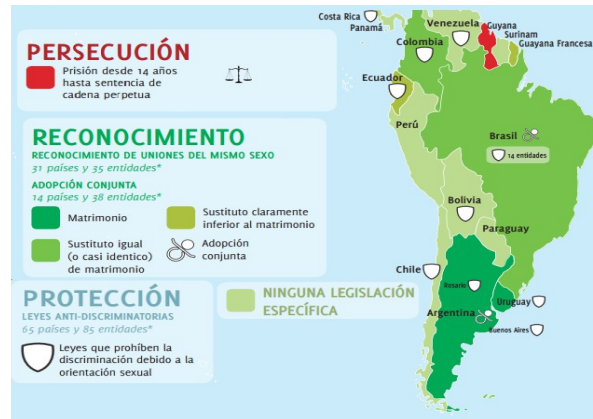 PERSECUCIÓN
Prisión desde 14 años
hasta sentencia de
cadena perpetua
RECONOCIMIENTO
RECONOCIMIENTO DE UNIONES DEL MISMO SEXO
31 países y 35 entidades*
ADOPCIÓN CONJUNTA
14 países y 38 entidades*
Matrimonio
Sustituto claramente
inferior al matrimonio
Sustituto igual
(o casi identico)
de matrimonio
Adopción
conjunta
PROTECCIÓN
LEYES ANTI-DISCRIMINATORIAS
65 países y 85 entidades*
Leyes que prohíben la
discriminación debido a la
orientación sexual
NINGUNA LEGISLACIÓN
ESPECÍFICA
Costa Rica
Panamá
Venezuela
Guyana
Surinam
Guayana Francesa
Colombia
Ecuador
Perú
Brasil
14 entidades
Bolivia
Paraguay
Chile
Rosario
Uruguay
Argentina
Buenos Aires